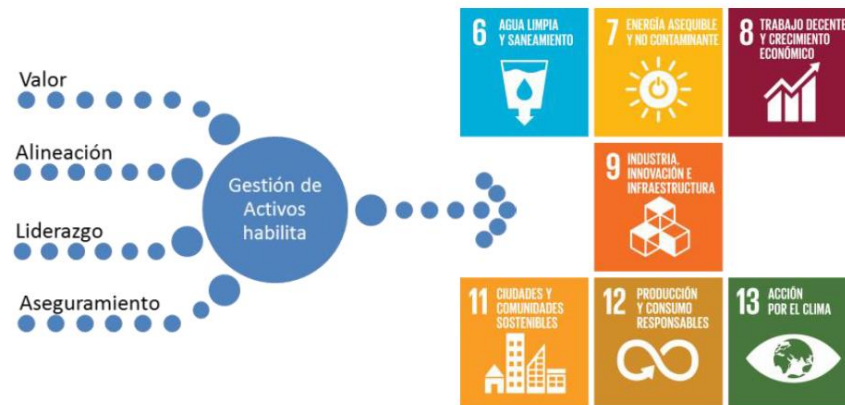 Valor
Alineación
Liderazgo
Aseguramiento
Gestión de
Activos
habilita
6 AGUA LIMPIA
Y SANEAMIENTO
7 ENERGÍA ASEQUIBLE
Y NO CONTAMINANTE
8 TRABAJO DECENTE
Y CRECIMIENTO
ECONÓMICO
9 INDUSTRIA,
INNOVACIÓN E
INFRAESTRUCTURA
11 CIUDADES Y
COMUNIDADES
SOSTENIBLES
12 PRODUCCIÓN
Y CONSUMO
RESPONSABLES
13 ACCIÓN
POR EL CLIMA